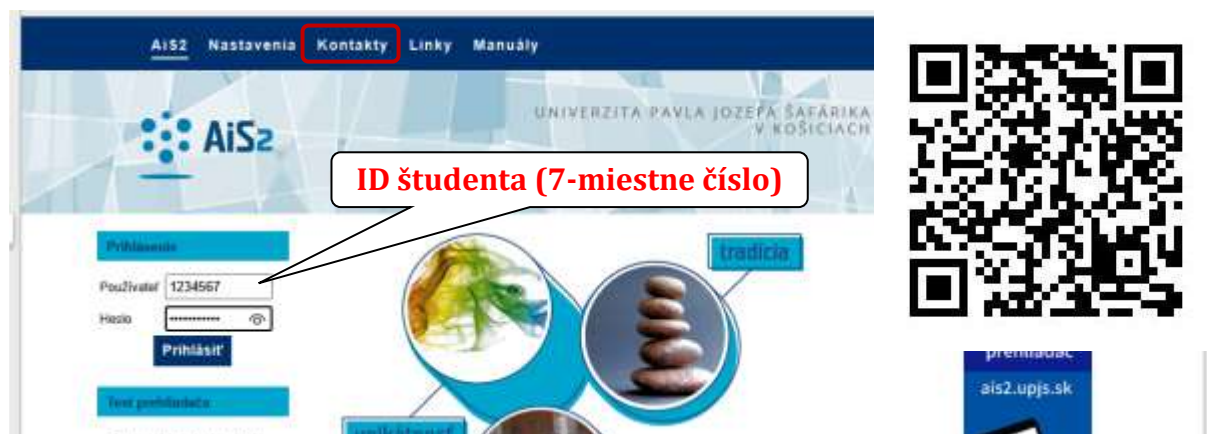 AiS2 Nastavenia Kontakty Linky Manuály
UNIVERZITA PAVLA JOZEFA ŠAFÁRIKA
V KOŠICIACH
AiS2
ID študenta (7-miestne číslo)
Prihlásenie
tradícia
Používateľ 1234567
Heslo
Prihlásiť
prehliadač
ais2.upjs.sk
Test prehliadača
unikátnosť